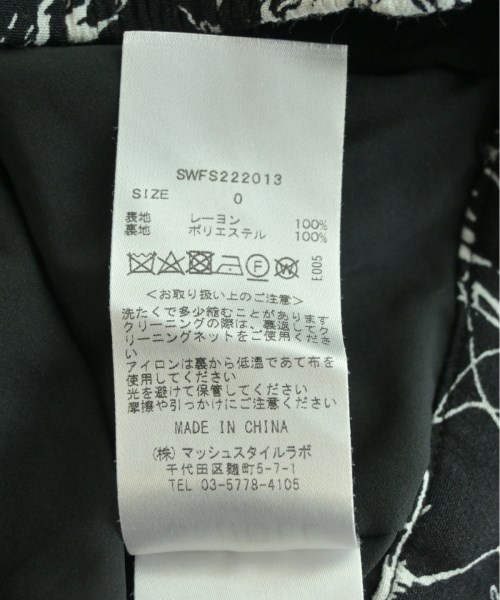 SWFS222013
SIZE 0
表地 レーヨン 100%
裏地 ポリエステル 100%
F W E005
<お取り扱い上のご注意>
洗たくで多少縮むことがあります
クリーニングの際は、裏返してク
リーニングネットをご使用くださ
い
アイロンは裏から低温であて布を
使用してください
光を避けて保管してください
摩擦や引っかけにご注意ください
MADE IN CHINA
(株) マッシュスタイルラボ
千代田区麹町5-7-1
TEL 03-5778-4105